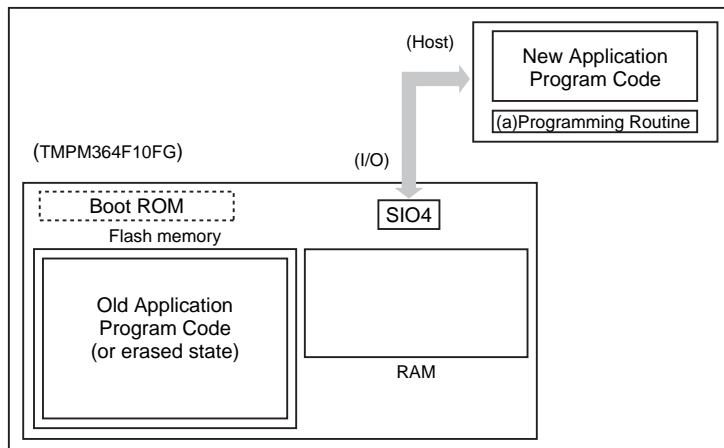 (Host)
New Application
Program Code
(a)Programming Routine
(TMPM364F10FG)
(I/O)
Boot ROM
SIO4
Flash memory
Old Application
Program Code
(or erased state)
RAM